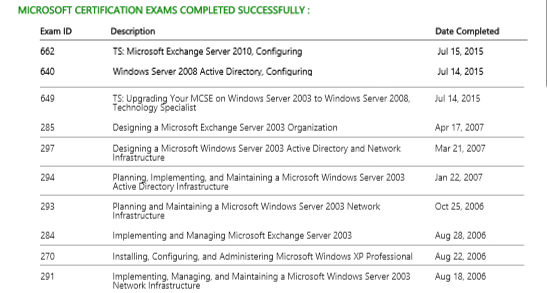 MICROSOFT CERTIFICATION EXAMS COMPLETED SUCCESSFULLY :
Exam ID Description Date Completed
662 TS: Microsoft Exchange Server 2010, Configuring Jul 15, 2015
640 Windows Server 2008 Active Directory, Configuring Jul 14, 2015
649 TS: Upgrading Your MCSE on Windows Server 2003 to Windows Server 2008, Jul 14, 2015
Technology Specialist
285 Designing a Microsoft Exchange Server 2003 Organization Apr 17, 2007
297 Designing a Microsoft Windows Server 2003 Active Directory and Network Mar 21, 2007
Infrastructure
294 Planning, Implementing, and Maintaining a Microsoft Windows Server 2003 Jan 22, 2007
Active Directory Infrastructure
293 Planning and Maintaining a Microsoft Windows Server 2003 Network Oct 25, 2006
Infrastructure
284 Implementing and Managing Microsoft Exchange Server 2003 Aug 28, 2006
270 Installing, Configuring, and Administering Microsoft Windows XP Professional Aug 22, 2006
291 Implementing, Managing, and Maintaining a Microsoft Windows Server 2003 Aug 18, 2006
Network Infrastructure